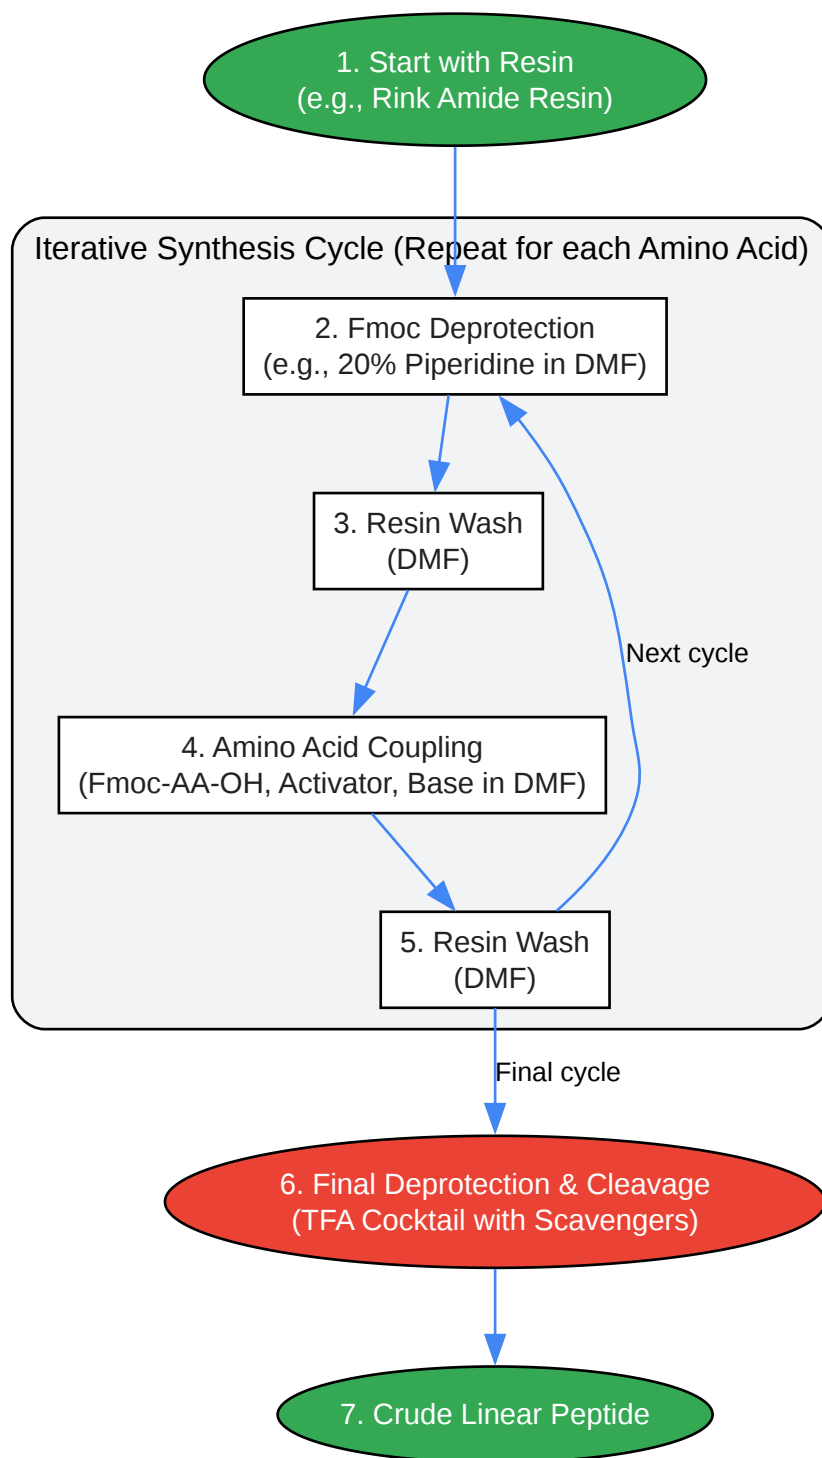 1. Start with Resin
(e.g., Rink Amide Resin)
Iterative Synthesis Cycle (Repeat for each Amino Acid)
2. Fmoc Deprotection
(e.g., 20% Piperidine in DMF)
3. Resin Wash
(DMF)
Next cycle
4. Amino Acid Coupling
(Fmoc-AA-OH, Activator, Base in DMF)
5. Resin Wash
(DMF)
Final cycle
6. Final Deprotection & Cleavage
(TFA Cocktail with Scavengers)
7. Crude Linear Peptide